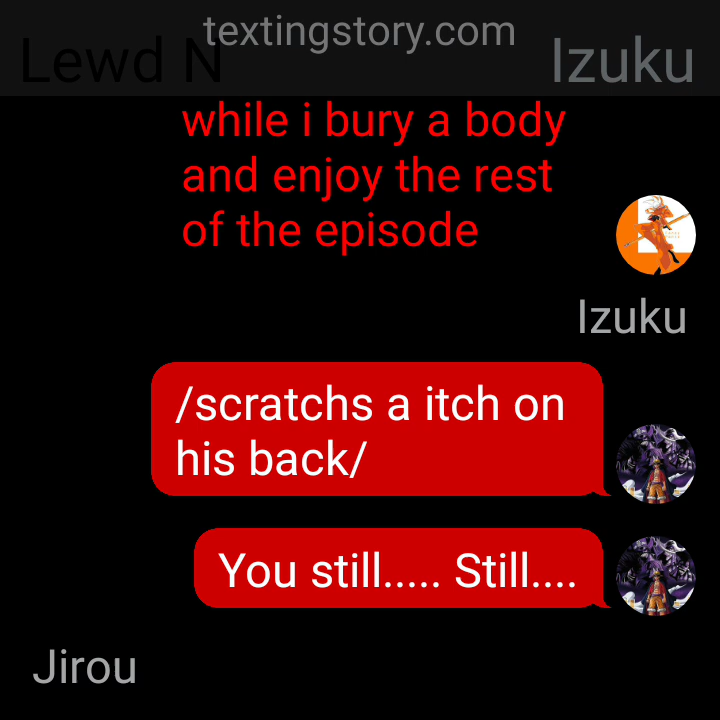 textingstory.com
Lewd N
Izuku
while i bury a body
and enjoy the rest
of the episode
Izuku
/scratchs a itch on
his back/
You still..... Still....
Jirou